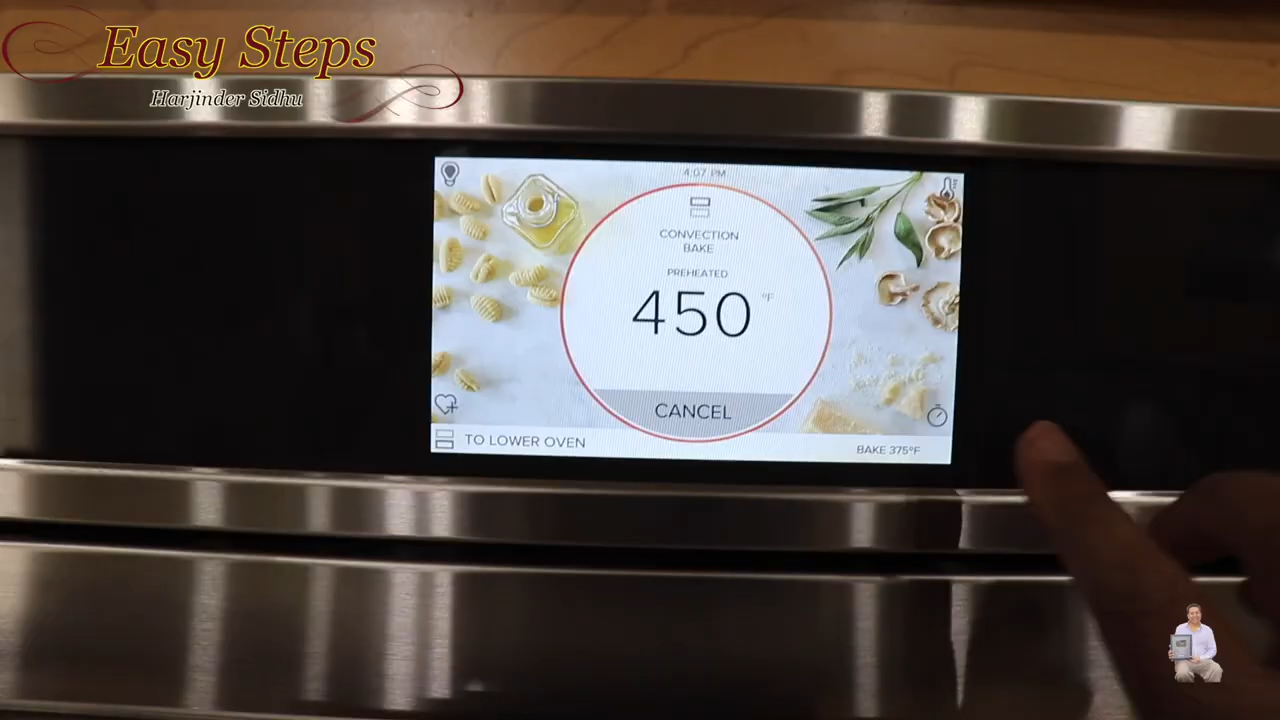 Easy Steps
Harjinder Sidhu
4:07 PM
CONVECTION
BAKE
PREHEATED
450 °F
CANCEL
TO LOWER OVEN
BAKE 375°F